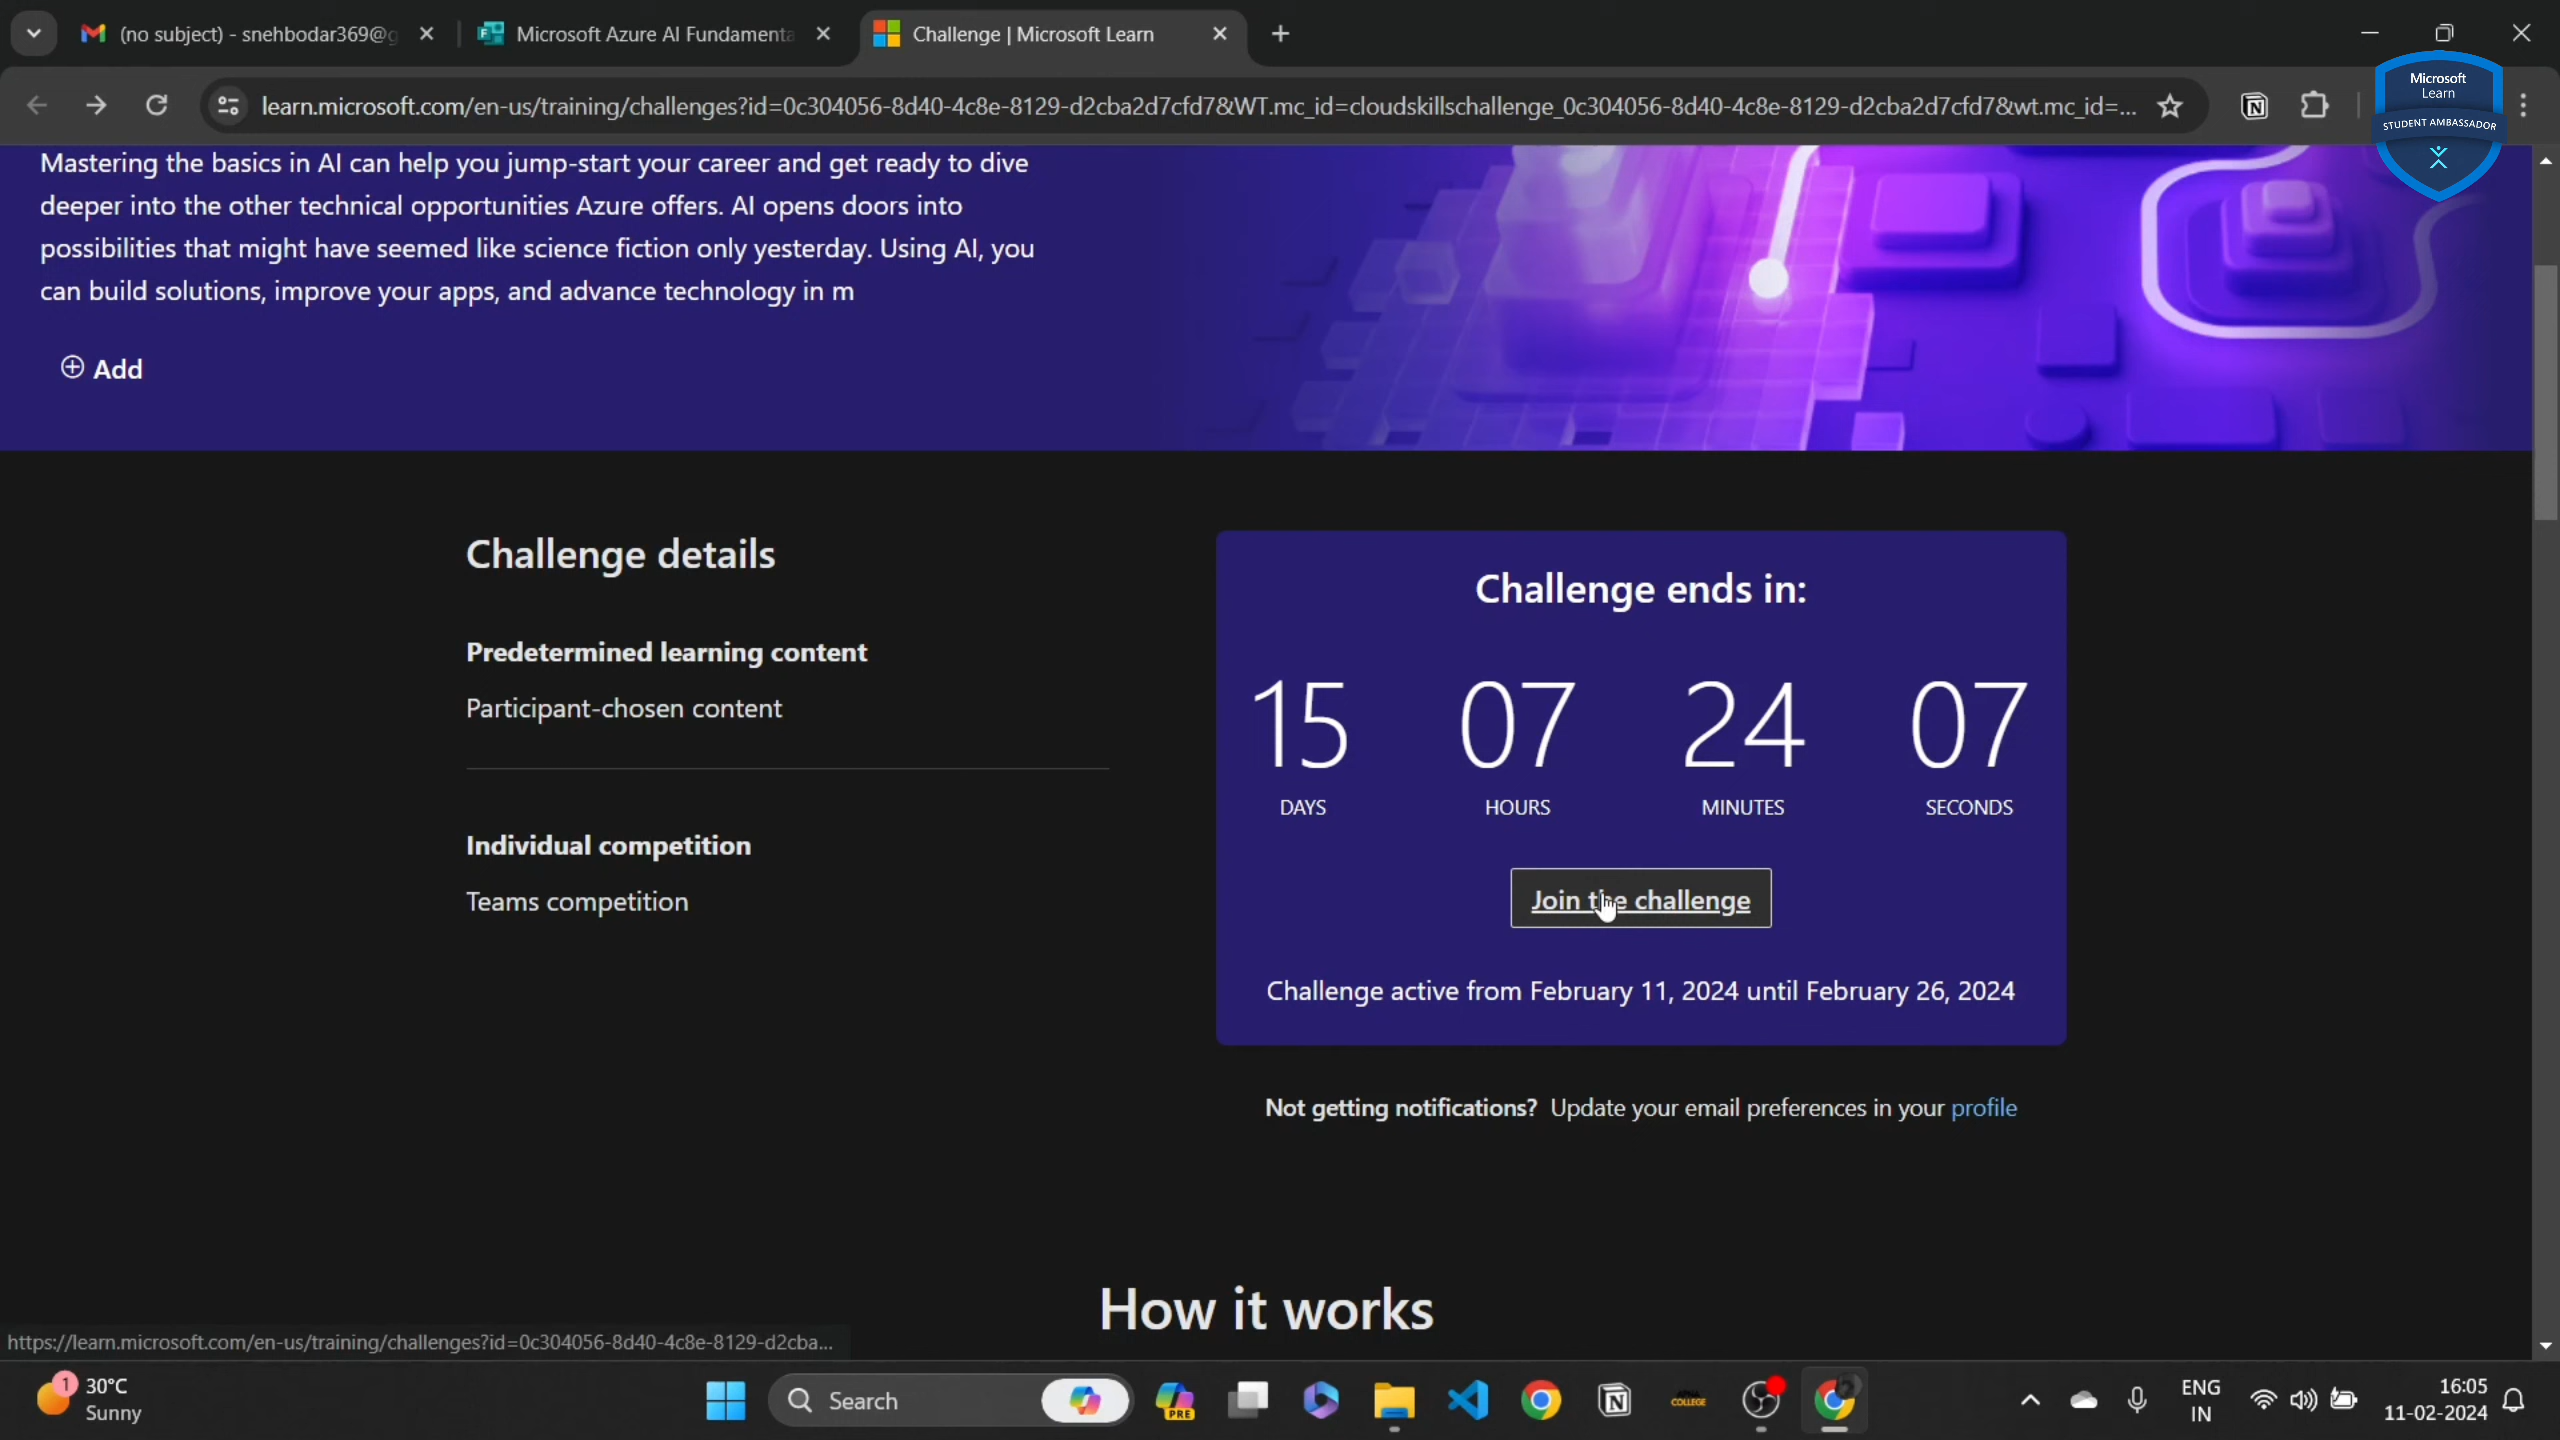 (no subject) - snehbodar369@g
Microsoft Azure AI Fundamenta
Challenge | Microsoft Learn
learn.microsoft.com/en-us/training/challenges?id=0c304056-8d40-4c8e-8129-d2cba2d7cfd7&WT.mc_id=cloudskillschallenge_0c304056-8d40-4c8e-8129-d2cba2d7cfd7&wt.mc_id=...
Microsoft
Learn
STUDENT AMBASSADOR
Mastering the basics in AI can help you jump-start your career and get ready to dive
deeper into the other technical opportunities Azure offers. AI opens doors into
possibilities that might have seemed like science fiction only yesterday. Using AI, you
can build solutions, improve your apps, and advance technology in m
Add
Challenge details
Predetermined learning content
Participant-chosen content
Individual competition
Teams competition
Challenge ends in:
15 07 24 07
DAYS HOURS MINUTES SECONDS
Join the challenge
Challenge active from February 11, 2024 until February 26, 2024
Not getting notifications? Update your email preferences in your profile
How it works
https://learn.microsoft.com/en-us/training/challenges?id=0c304056-8d40-4c8e-8129-d2cba...
1
30°C
Sunny
Search
PRE
COLLEGE
ENG
IN
16:05
11-02-2024